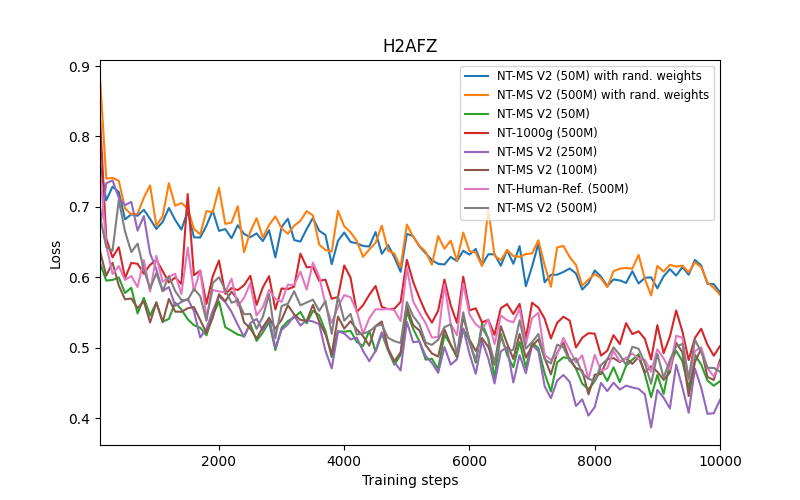 H2AFZ
NT-MS V2 (50M) with rand. weights
NT-MS V2 (500M) with rand. weights
NT-MS V2 (50M)
NT-1000g (500M)
NT-MS V2 (250M)
NT-MS V2 (100M)
NT-Human-Ref. (500M)
NT-MS V2 (500M)
Loss
0.9
0.8
0.7
0.6
0.5
0.4
2000 4000 6000 8000 10000
Training steps